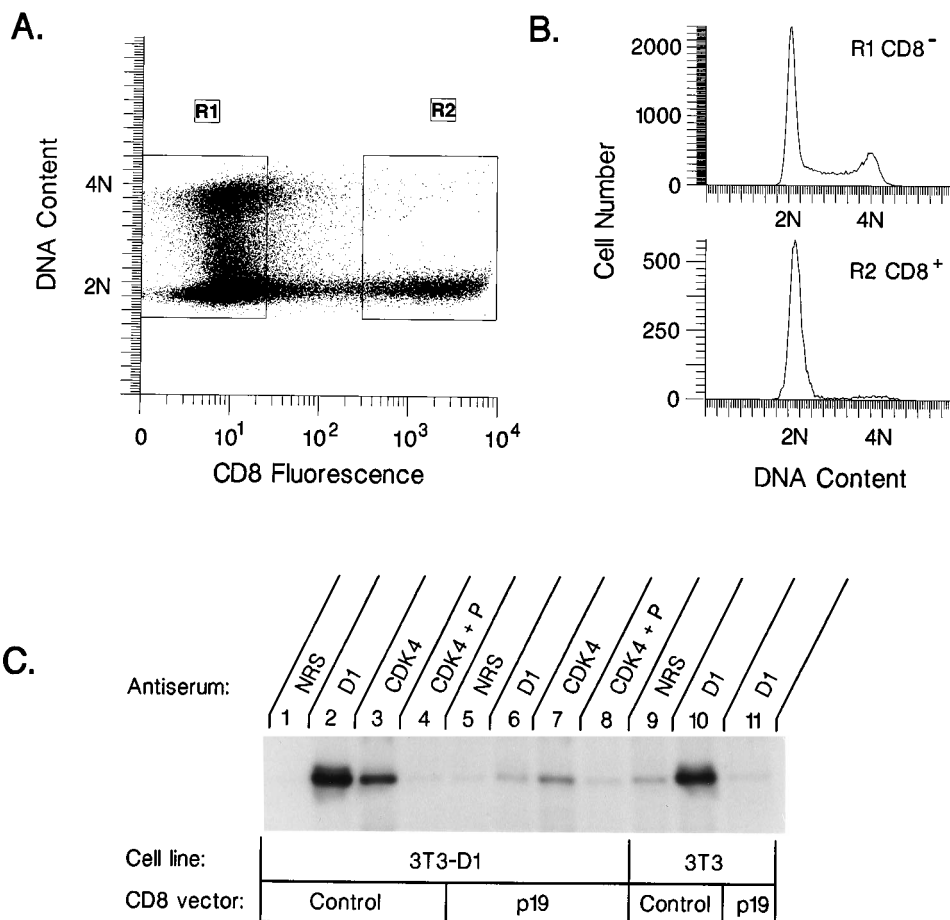 A.
R1
R2
DNA Content
4N
2N
0
10¹
10²
10³
10⁴
CD8 Fluorescence
B.
R1 CD8⁻
2000
1000
0
2N
4N
Cell Number
R2 CD8⁺
500
250
0
2N
4N
DNA Content
C.
Antiserum:
NRS
D1
CDK4
CDK4 + P
NRS
D1
CDK4
CDK4 + P
NRS
D1
D1
1 2 3 4 5 6 7 8 9 10 11
Cell line: 3T3-D1 3T3
CD8 vector: Control p19 Control p19